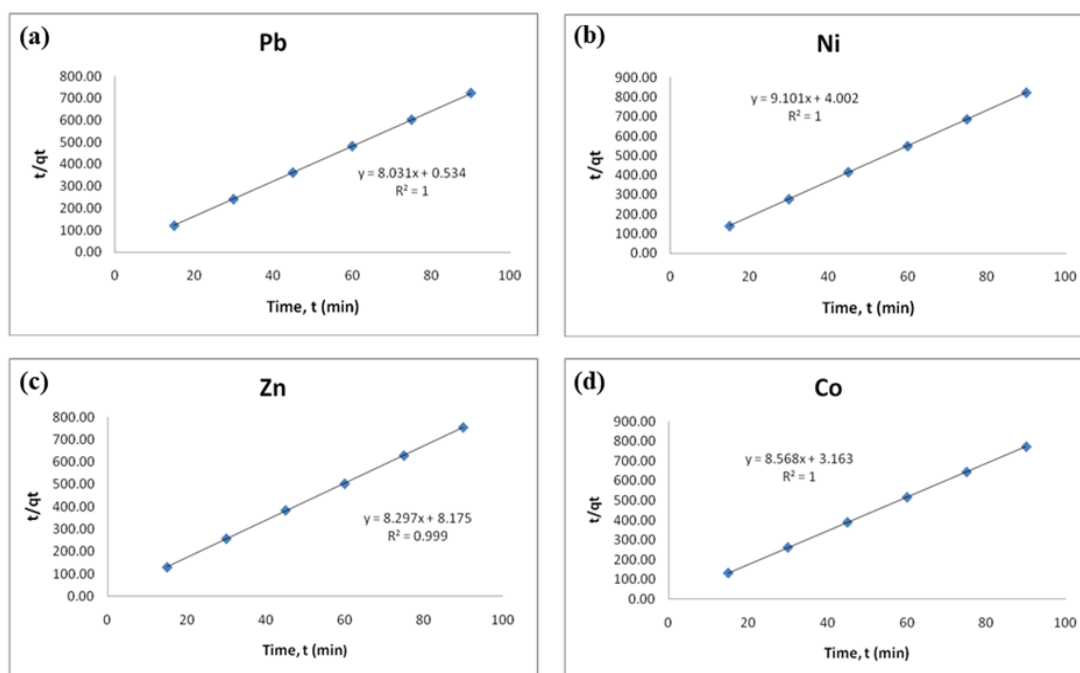 (a)
Pb
800.00
700.00
600.00
500.00
400.00
300.00
200.00
100.00
0.00
t/qt
y = 8.031x + 0.534
R² = 1
0 20 40 60 80 100
Time, t (min)
(b)
Ni
900.00
800.00
700.00
600.00
500.00
400.00
300.00
200.00
100.00
0.00
t/qt
y = 9.101x + 4.002
R² = 1
0 20 40 60 80 100
Time, t (min)
(c)
Zn
800.00
700.00
600.00
500.00
400.00
300.00
200.00
100.00
0.00
t/qt
y = 8.297x + 8.175
R² = 0.999
0 20 40 60 80 100
Time, t (min)
(d)
Co
900.00
800.00
700.00
600.00
500.00
400.00
300.00
200.00
100.00
0.00
t/qt
y = 8.568x + 3.163
R² = 1
0 20 40 60 80 100
Time, t (min)